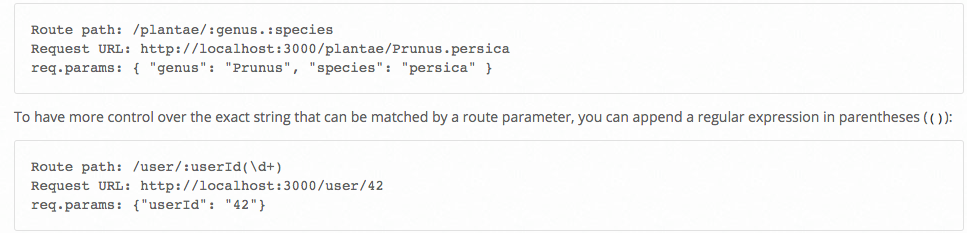 Route path: /plantae/:genus.:species
Request URL: http://localhost:3000/plantae/Prunus.persica
req.params: { "genus": "Prunus", "species": "persica" }
To have more control over the exact string that can be matched by a route parameter, you can append a regular expression in parentheses (()):
Route path: /user/:userId(\d+)
Request URL: http://localhost:3000/user/42
req.params: {"userId": "42"}